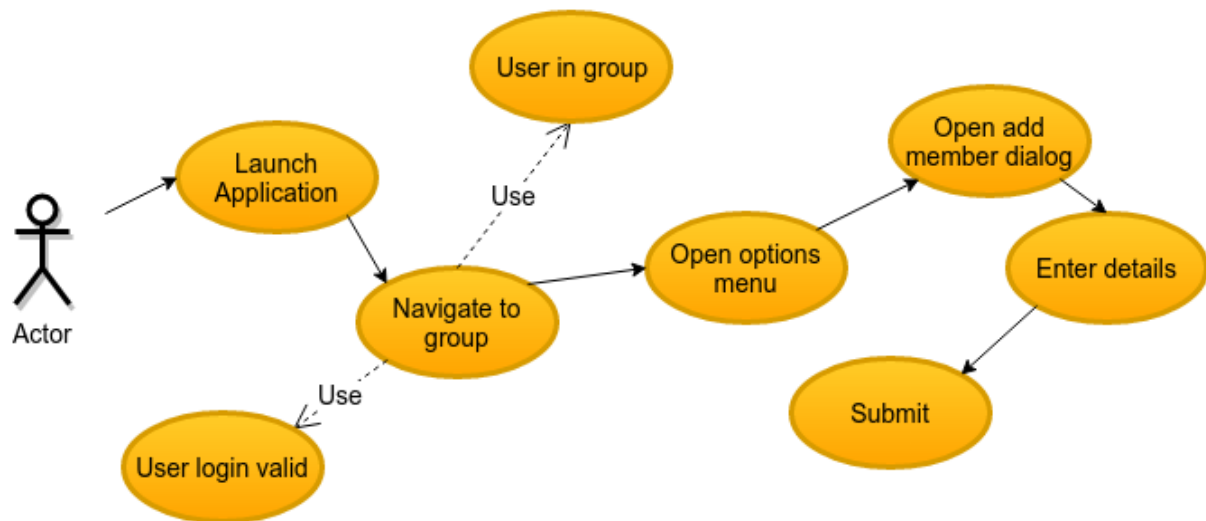 User in group
Launch
Application
Open add
member dialog
Use
Actor
Navigate to
group
Open options
menu
Enter details
Use
Submit
User login valid